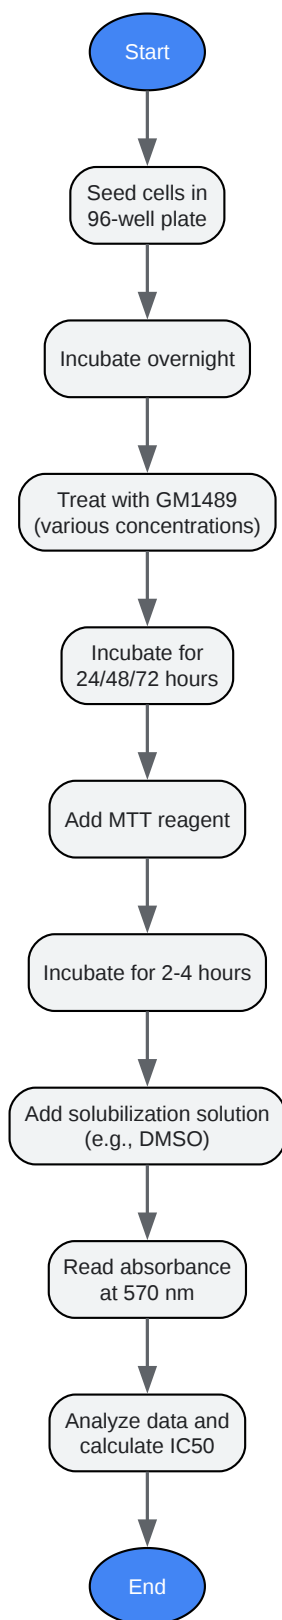 Start
Seed cells in
96-well plate
Incubate overnight
Treat with GM1489
(various concentrations)
Incubate for
24/48/72 hours
Add MTT reagent
Incubate for 2-4 hours
Add solubilization solution
(e.g., DMSO)
Read absorbance
at 570 nm
Analyze data and
calculate IC50
End